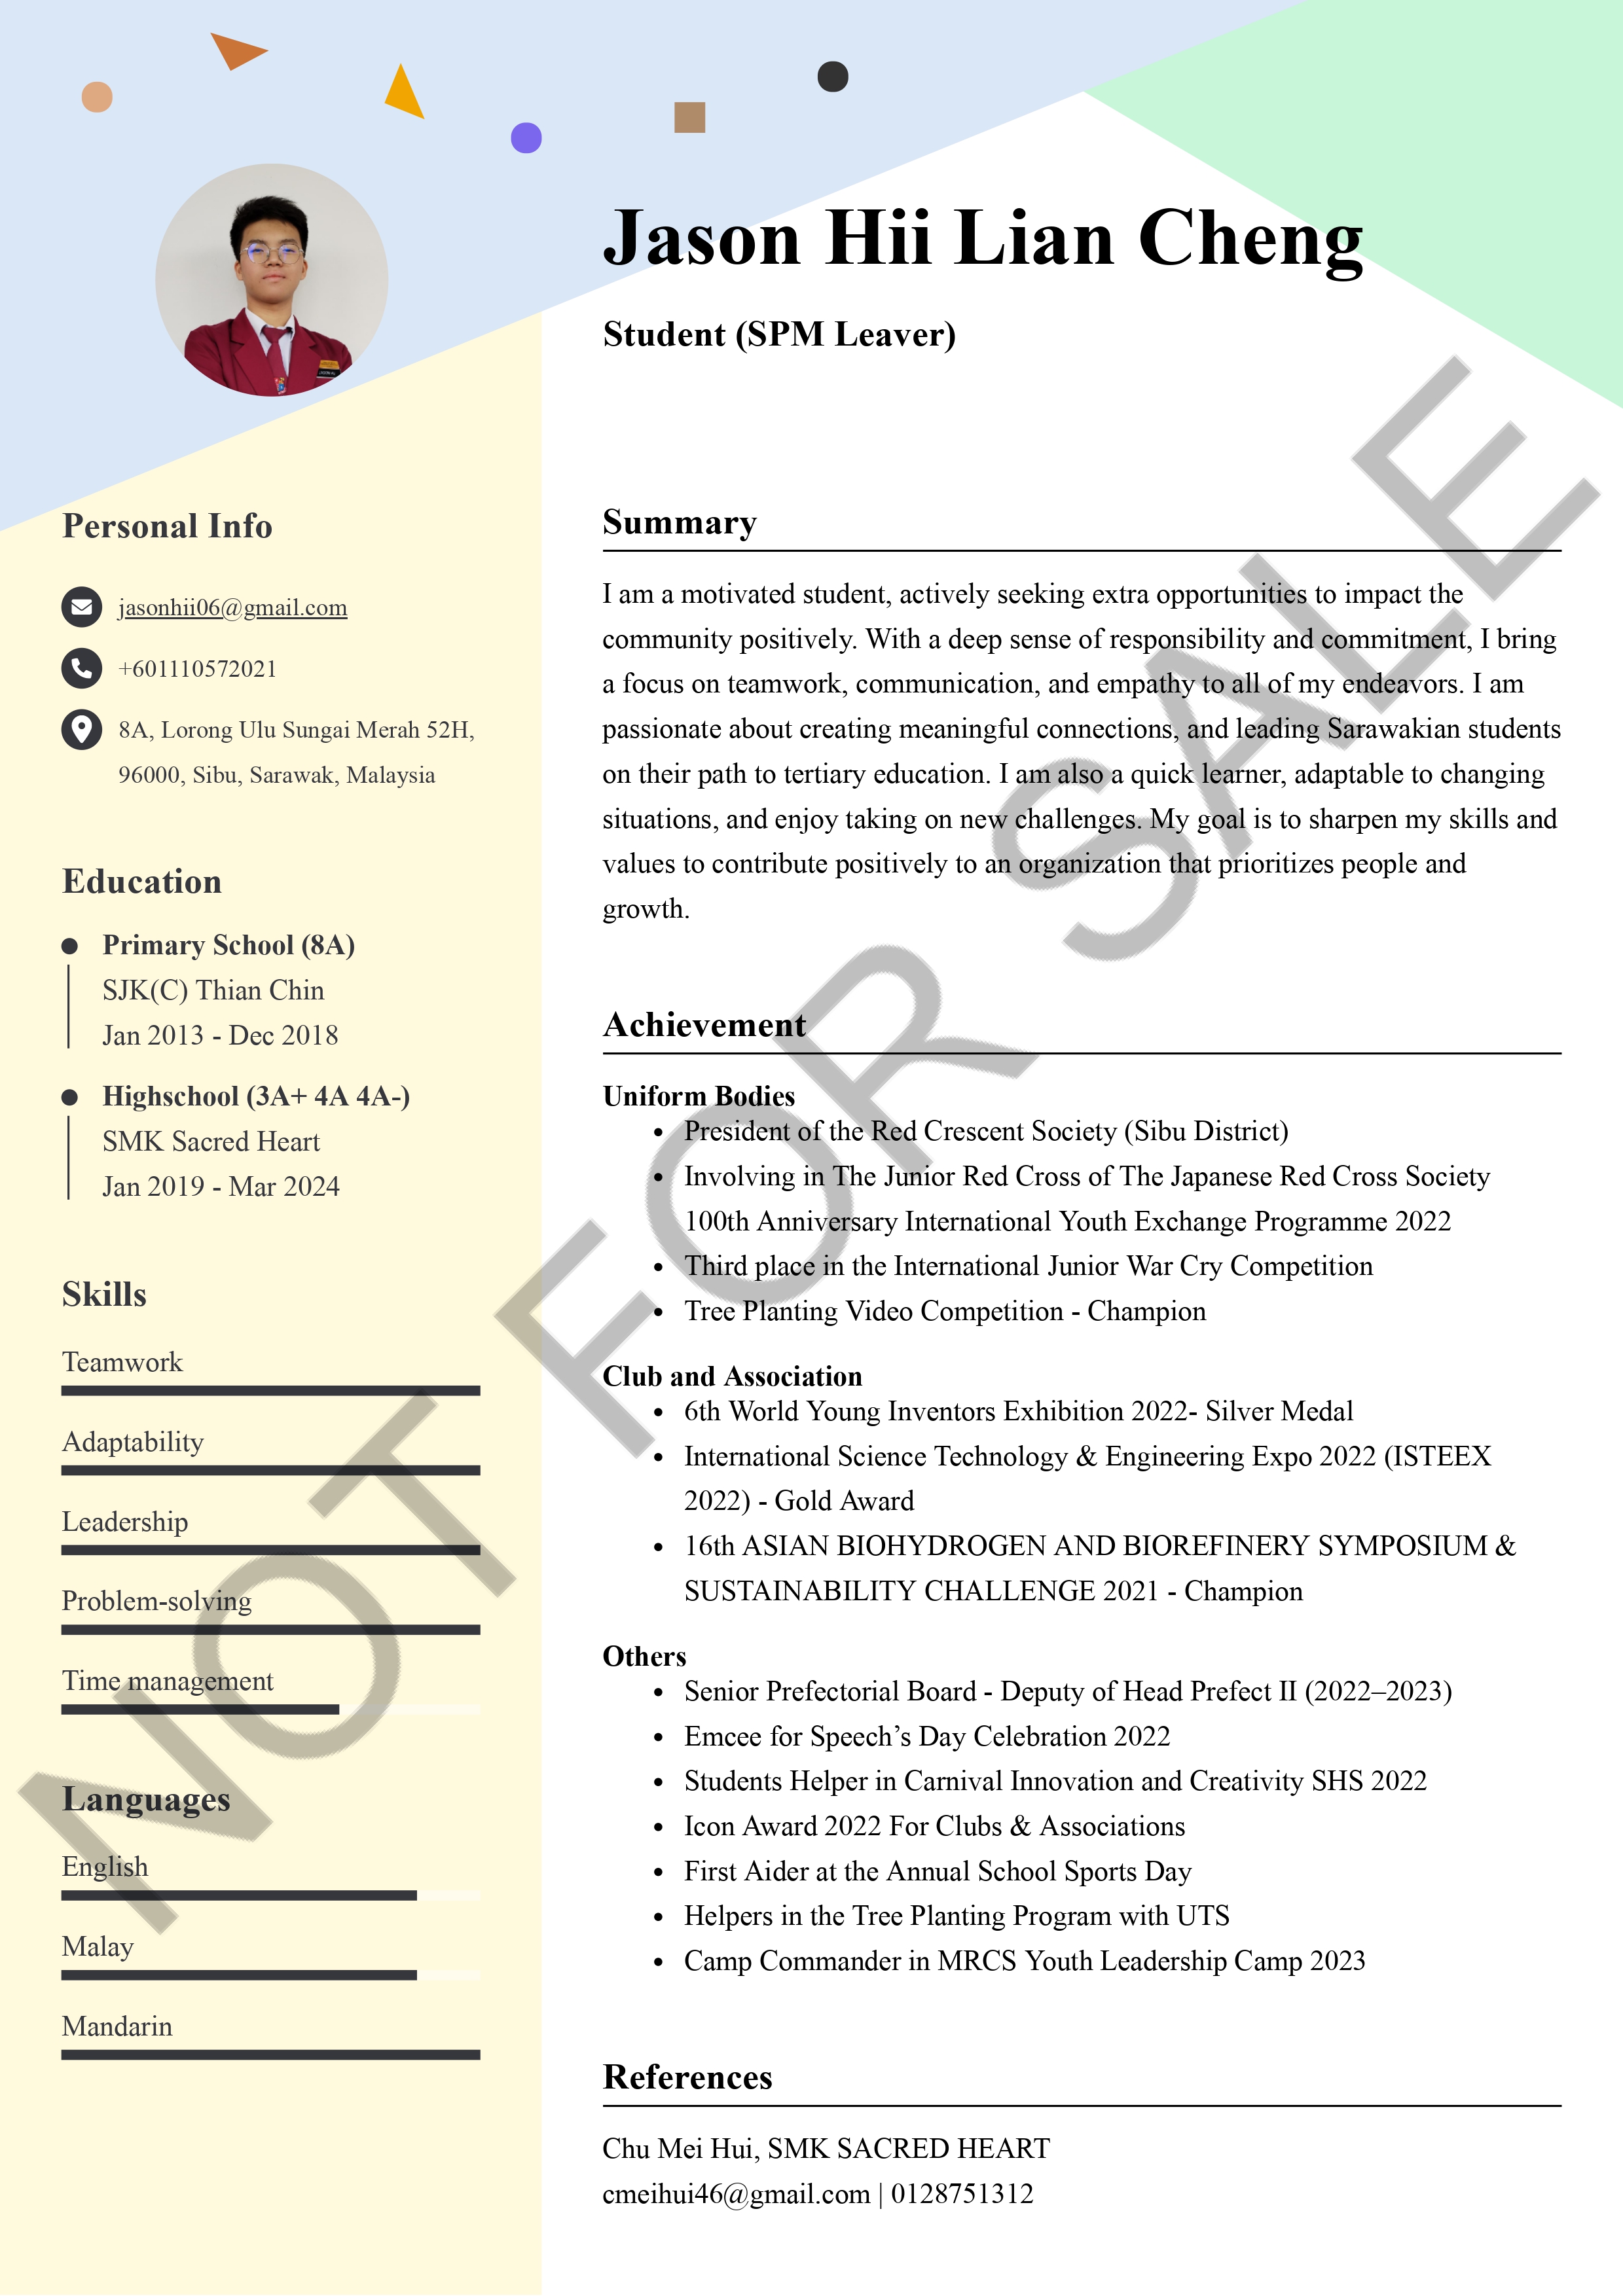 Jason Hii Lian Cheng
Student (SPM Leaver)
Personal Info
jasonhii06@gmail.com
+601110572021
8A, Lorong Ulu Sungai Merah 52H,
96000, Sibu, Sarawak, Malaysia
Education
Primary School (8A)
SJK(C) Thian Chin
Jan 2013 - Dec 2018
Highschool (3A+ 4A 4A-)
SMK Sacred Heart
Jan 2019 - Mar 2024
Skills
Teamwork
Adaptability
Leadership
Problem-solving
Time management
Languages
English
Malay
Mandarin
Summary
I am a motivated student, actively seeking extra opportunities to impact the
community positively. With a deep sense of responsibility and commitment, I bring
a focus on teamwork, communication, and empathy to all of my endeavors. I am
passionate about creating meaningful connections, and leading Sarawakian students
on their path to tertiary education. I am also a quick learner, adaptable to changing
situations, and enjoy taking on new challenges. My goal is to sharpen my skills and
values to contribute positively to an organization that prioritizes people and
growth.
Achievement
Uniform Bodies
• President of the Red Crescent Society (Sibu District)
• Involving in The Junior Red Cross of The Japanese Red Cross Society
100th Anniversary International Youth Exchange Programme 2022
• Third place in the International Junior War Cry Competition
• Tree Planting Video Competition - Champion
Club and Association
• 6th World Young Inventors Exhibition 2022- Silver Medal
• International Science Technology & Engineering Expo 2022 (ISTEEX
2022) - Gold Award
• 16th ASIAN BIOHYDROGEN AND BIOREFINERY SYMPOSIUM &
SUSTAINABILITY CHALLENGE 2021 - Champion
Others
• Senior Prefectorial Board - Deputy of Head Prefect II (2022–2023)
• Emcee for Speech’s Day Celebration 2022
• Students Helper in Carnival Innovation and Creativity SHS 2022
• Icon Award 2022 For Clubs & Associations
• First Aider at the Annual School Sports Day
• Helpers in the Tree Planting Program with UTS
• Camp Commander in MRCS Youth Leadership Camp 2023
References
Chu Mei Hui, SMK SACRED HEART
cmeihui46@gmail.com | 0128751312
NOT FOR SALE